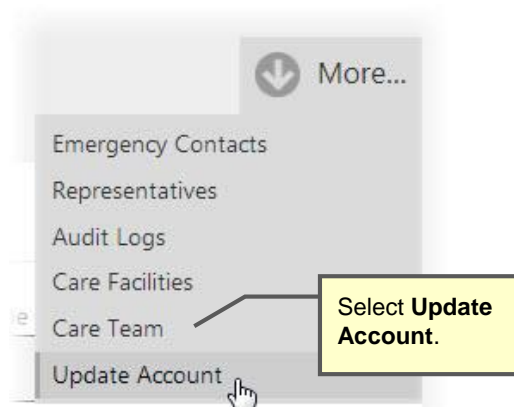 More...
Emergency Contacts
Representatives
Audit Logs
Care Facilities
Care Team
Update Account
Select Update
Account.